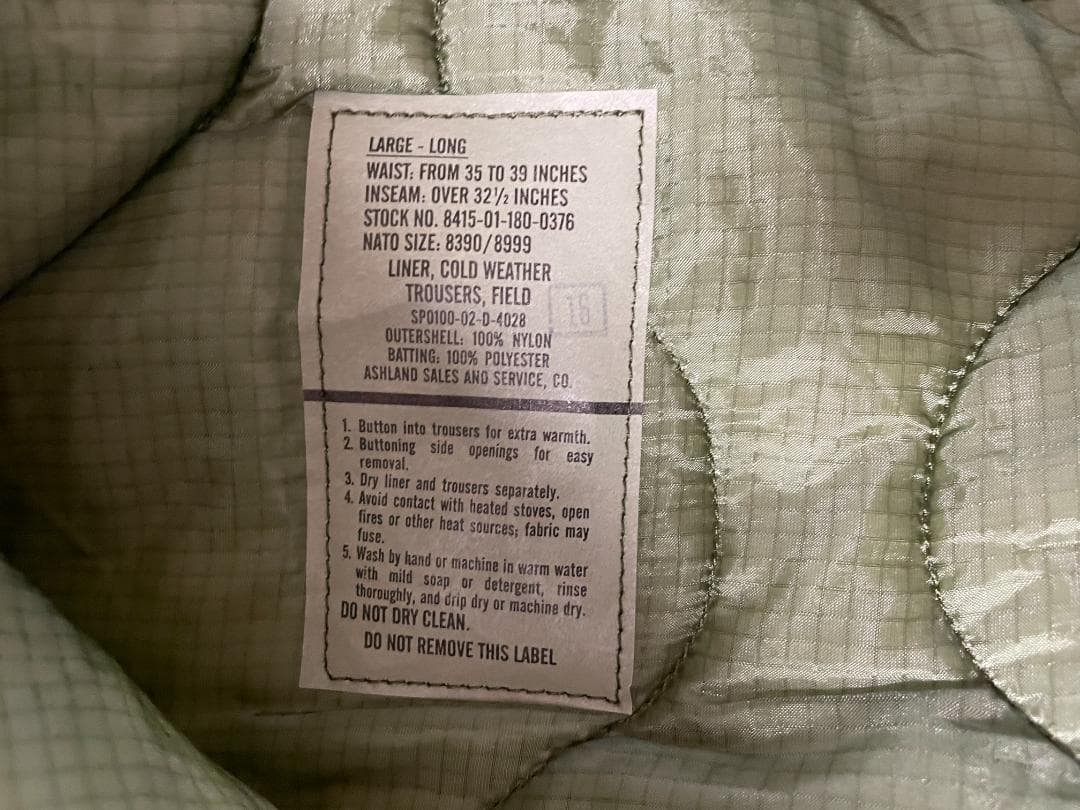 LARGE - LONG
WAIST: FROM 35 TO 39 INCHES
INSEAM: OVER 32½ INCHES
STOCK NO. 8415-01-180-0376
NATO SIZE: 8390/8999
LINER, COLD WEATHER
TROUSERS, FIELD
SP0100-02-D-4028
OUTERSHELL: 100% NYLON
BATTING: 100% POLYESTER
ASHLAND SALES AND SERVICE, CO.
1. Button into trousers for extra warmth.
2. Buttoning side openings for easy
removal.
3. Dry liner and trousers separately.
4. Avoid contact with heated stoves, open
fires or other heat sources; fabric may
fuse.
5. Wash by hand or machine in warm water
with mild soap or detergent, rinse
thoroughly, and drip dry or machine dry.
DO NOT DRY CLEAN.
DO NOT REMOVE THIS LABEL